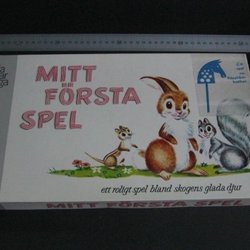 MITT
FÖRSTA
SPEL
ett roligt spel bland skogens glada djur
MITT FÖRSTA SPEL